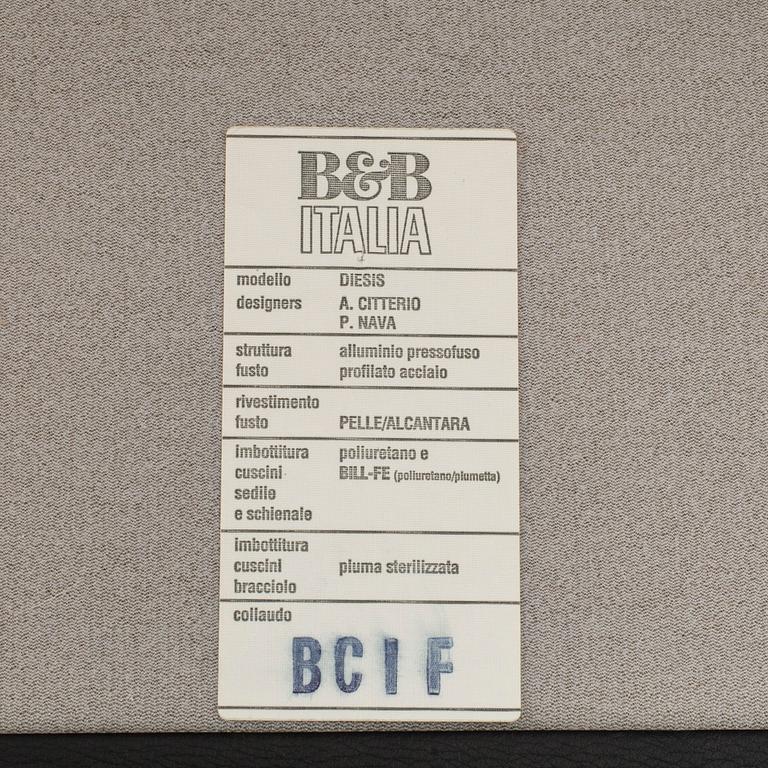 B&B
ITALIA
modello DIESIS
designers A. CITTERIO
P. NAVA
struttura alluminio pressofuso
fusto profilato acciaio
rivestimento
fusto PELLE/ALCANTARA
imbottitura poliuretano e
cuscini BILL-FE (poliuretano/piumetta)
sedile
e schienale
imbottitura
cuscini piuma sterilizzata
bracciolo
collaudo
BCIF